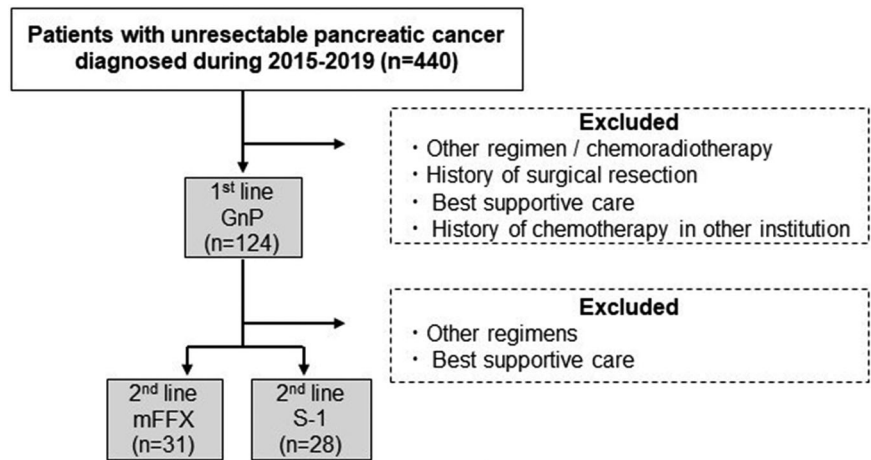 Patients with unresectable pancreatic cancer
diagnosed during 2015-2019 (n=440)
Excluded
・Other regimen / chemoradiotherapy
・History of surgical resection
・ Best supportive care
・History of chemotherapy in other institution
1st line
GnP
(n=124)
Excluded
・Other regimens
・ Best supportive care
2nd line
mFFX
(n=31)
2nd line
S-1
(n=28)